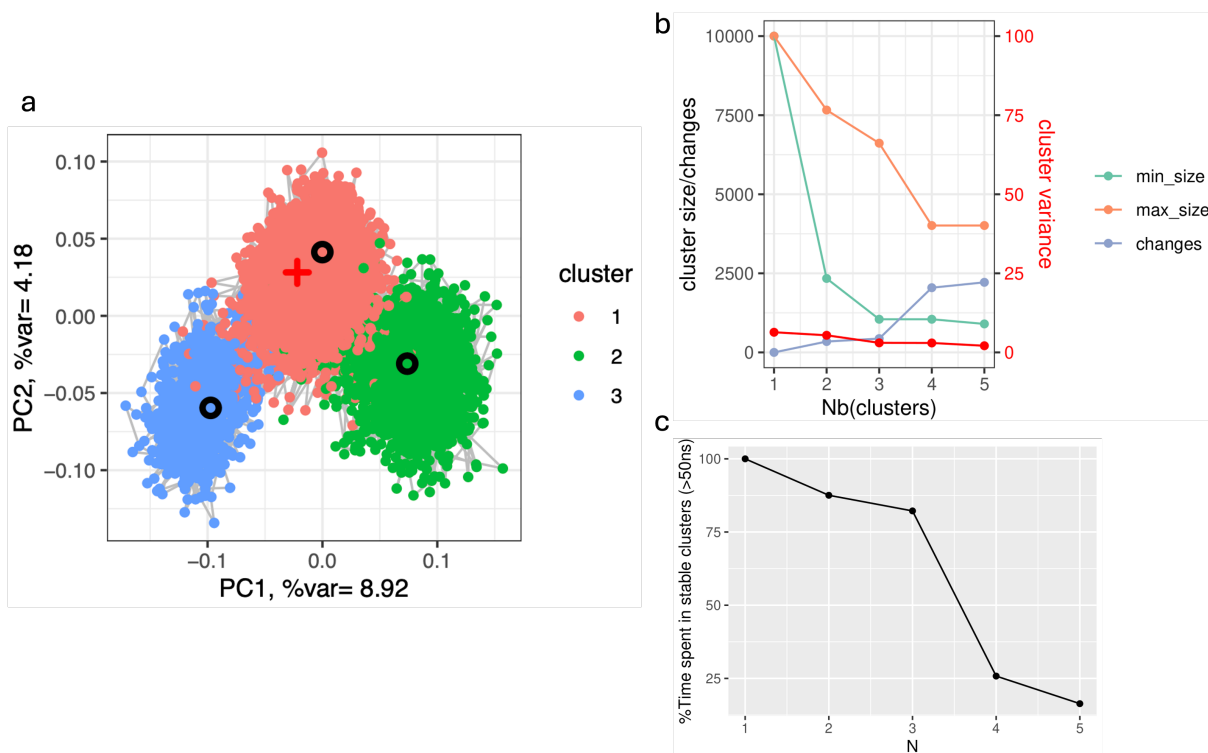 a
0.10
0.05
0.00
−0.05
−0.10
PC2, %var= 4.18
−0.1
0.0
0.1
PC1, %var= 8.92
cluster
1
2
3
b
10000
7500
5000
2500
0
cluster size/changes
100
75
50
25
0
cluster variance
1
2
3
4
5
Nb(clusters)
min_size
max_size
changes
c
%Time spent in stable clusters (>50ns)
100
75
50
25
1
2
3
4
5
N